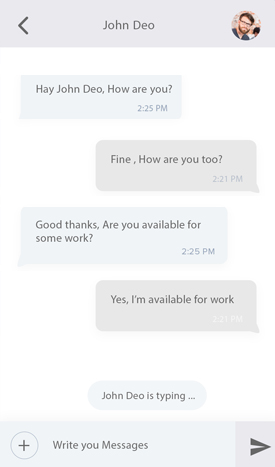 John Deo
Hay John Deo, How are you?
2:25 PM
Fine , How are you too?
2:21 PM
Good thanks, Are you available for
some work?
2:25 PM
Yes, I'm available for work
2:21 PM
John Deo is typing ...
Write you Messages